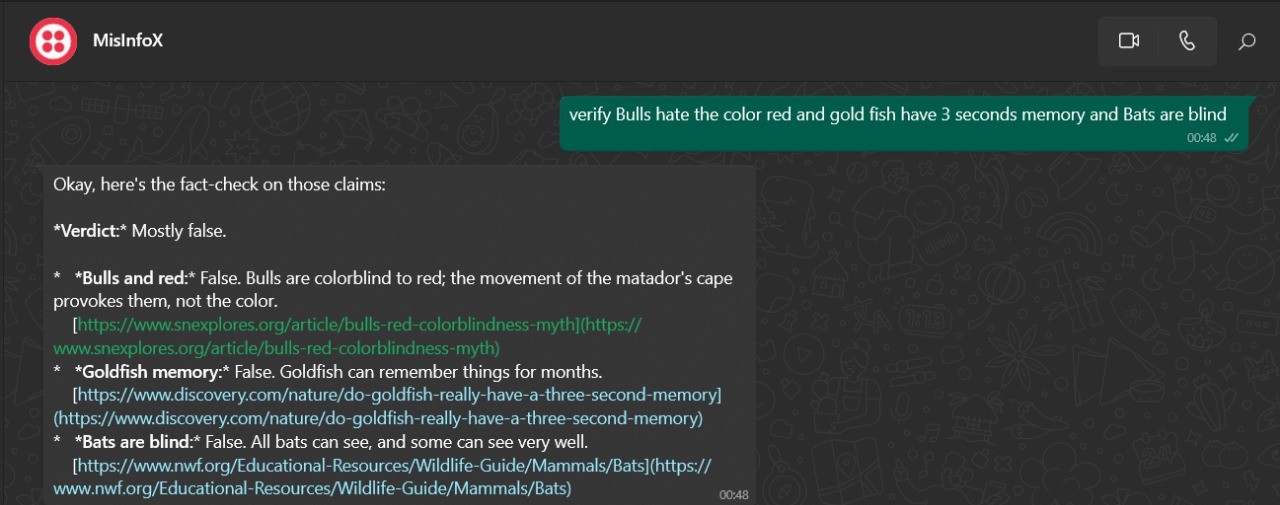 MisInfoX
verify Bulls hate the color red and gold fish have 3 seconds memory and Bats are blind
00:48
Okay, here's the fact-check on those claims:
*Verdict:* Mostly false.
* *Bulls and red:* False. Bulls are colorblind to red; the movement of the matador's cape
provokes them, not the color.
[https://www.snexplores.org/article/bulls-red-colorblindness-myth](https://
www.snexplores.org/article/bulls-red-colorblindness-myth)
* *Goldfish memory:* False. Goldfish can remember things for months.
[https://www.discovery.com/nature/do-goldfish-really-have-a-three-second-memory]
(https://www.discovery.com/nature/do-goldfish-really-have-a-three-second-memory)
* *Bats are blind:* False. All bats can see, and some can see very well.
[https://www.nwf.org/Educational-Resources/Wildlife-Guide/Mammals/Bats](https://
www.nwf.org/Educational-Resources/Wildlife-Guide/Mammals/Bats)
00:48